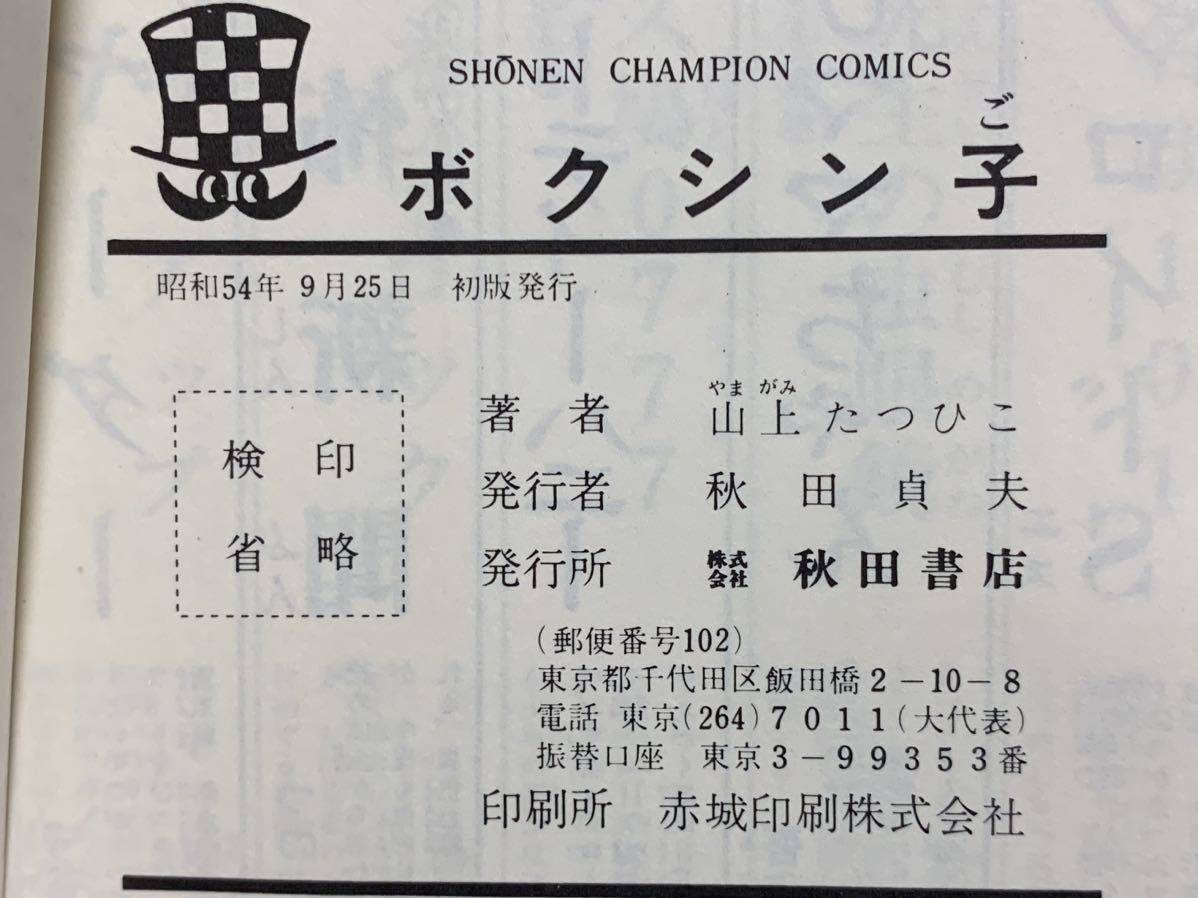 SHŌNEN CHAMPION COMICS
ご
ボクシン子
昭和54年 9月25日 初版発行
検印
省略
やま がみ
著者 山上たつひこ
発行者 秋田貞夫
発行所 株式会社 秋田書店
(郵便番号102)
東京都千代田区飯田橋2-10-8
電話 東京(264)7011(大代表)
振替口座 東京3-99353番
印刷所 赤城印刷株式会社